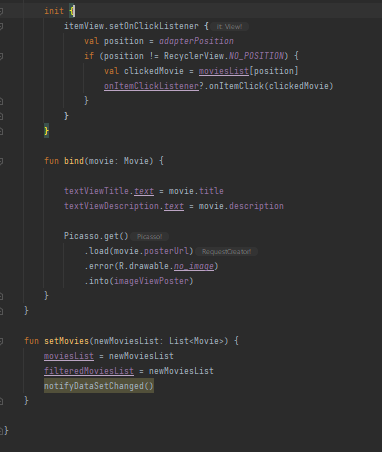 init {
itemView.setOnClickListener { it: View!
val position = adapterPosition
if (position != RecyclerView.NO_POSITION) {
val clickedMovie = moviesList[position]
onItemClickListener?.onItemClick(clickedMovie)
}
}
}
fun bind(movie: Movie) {
textViewTitle.text = movie.title
textViewDescription.text = movie.description
Picasso.get() Picasso!
.load(movie.posterUrl) RequestCreator!
.error(R.drawable.no_image)
.into(imageViewPoster)
}
}
fun setMovies(newMoviesList: List<Movie>) {
moviesList = newMoviesList
filteredMoviesList = newMoviesList
notifyDataSetChanged()
}
}